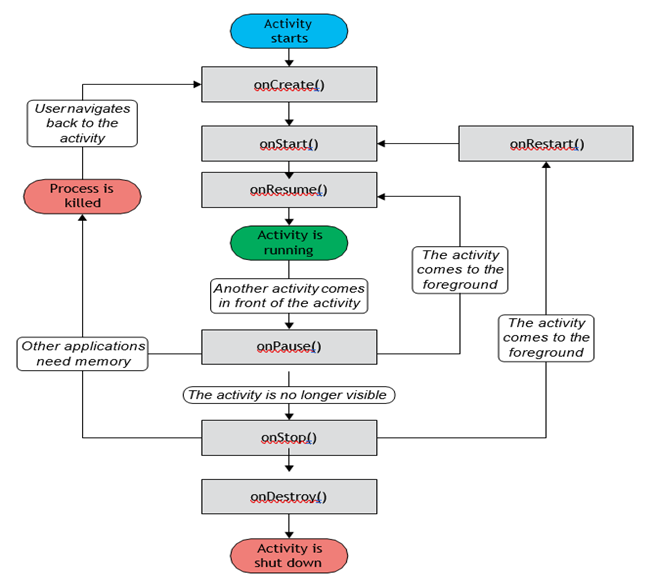 Activity
starts
onCreate()
User navigates
back to the
activity
onStart()
onRestart()
onResume()
Process is
killed
Activity is
running
The activity
comes to the
foreground
Another activity comes
in front of the activity
The activity
comes to the
foreground
Other applications
need memory
onPause()
The activity is no longer visible
onStop()
onDestroy()
Activity is
shut down